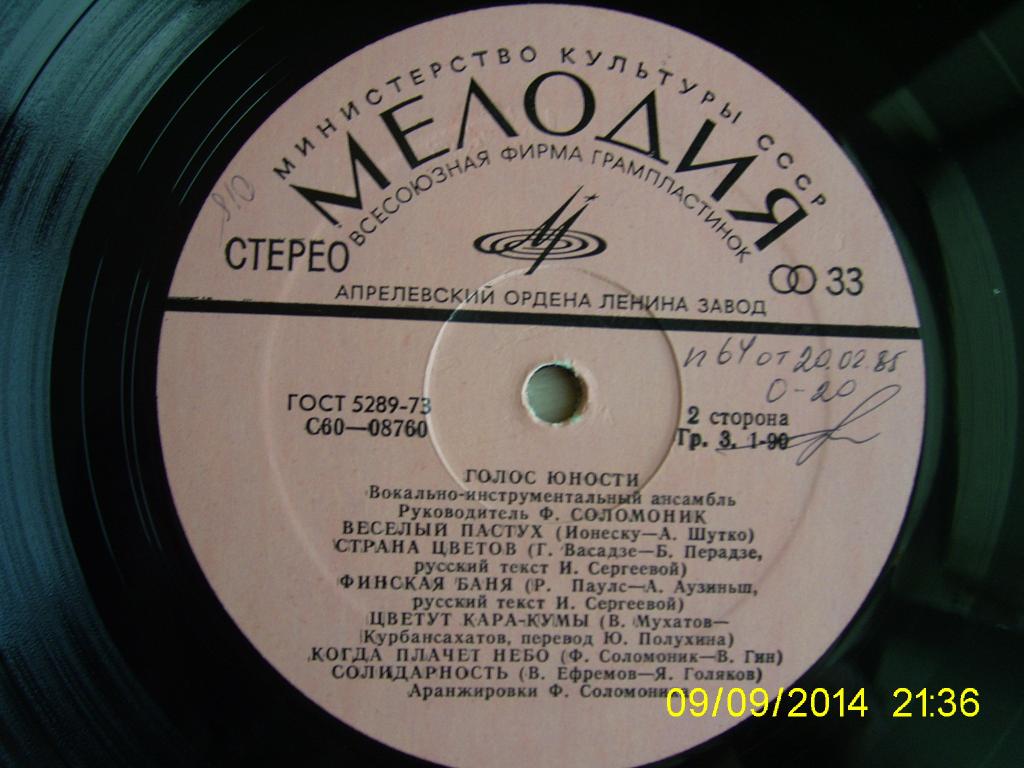 МИНИСТЕРСТВО КУЛЬТУРЫ СССР
МЕЛОДИЯ
ВСЕСОЮЗНАЯ ФИРМА ГРАМПЛАСТИНОК
СТЕРЕО
33
АПРЕЛЕВСКИЙ ОРДЕНА ЛЕНИНА ЗАВОД
и 64 от 20.02.85
0-20
ГОСТ 5289-73
С60—08760
2 сторона
Гр. 3. 1-90
ГОЛОС ЮНОСТИ
Вокально-инструментальный ансамбль
Руководитель Ф. СОЛОМОНИК
ВЕСЕЛЫЙ ПАСТУХ (Ионеску—А. Шутко)
СТРАНА ЦВЕТОВ (Г. Васадзе—Б. Перадзе,
русский текст И. Сергеевой)
ФИНСКАЯ БАНЯ (Р. Паулс—А. Аузиньш,
русский текст И. Сергеевой)
ЦВЕТУТ КАРА-КУМЫ (В. Мухатов—
Курбансахатов, перевод Ю. Полухина)
КОГДА ПЛАЧЕТ НЕБО (Ф. Соломоник—В. Гин)
СОЛИДАРНОСТЬ (В. Ефремов—Я. Голяков)
Аранжировки Ф. Соломоника
09/09/2014 21:36